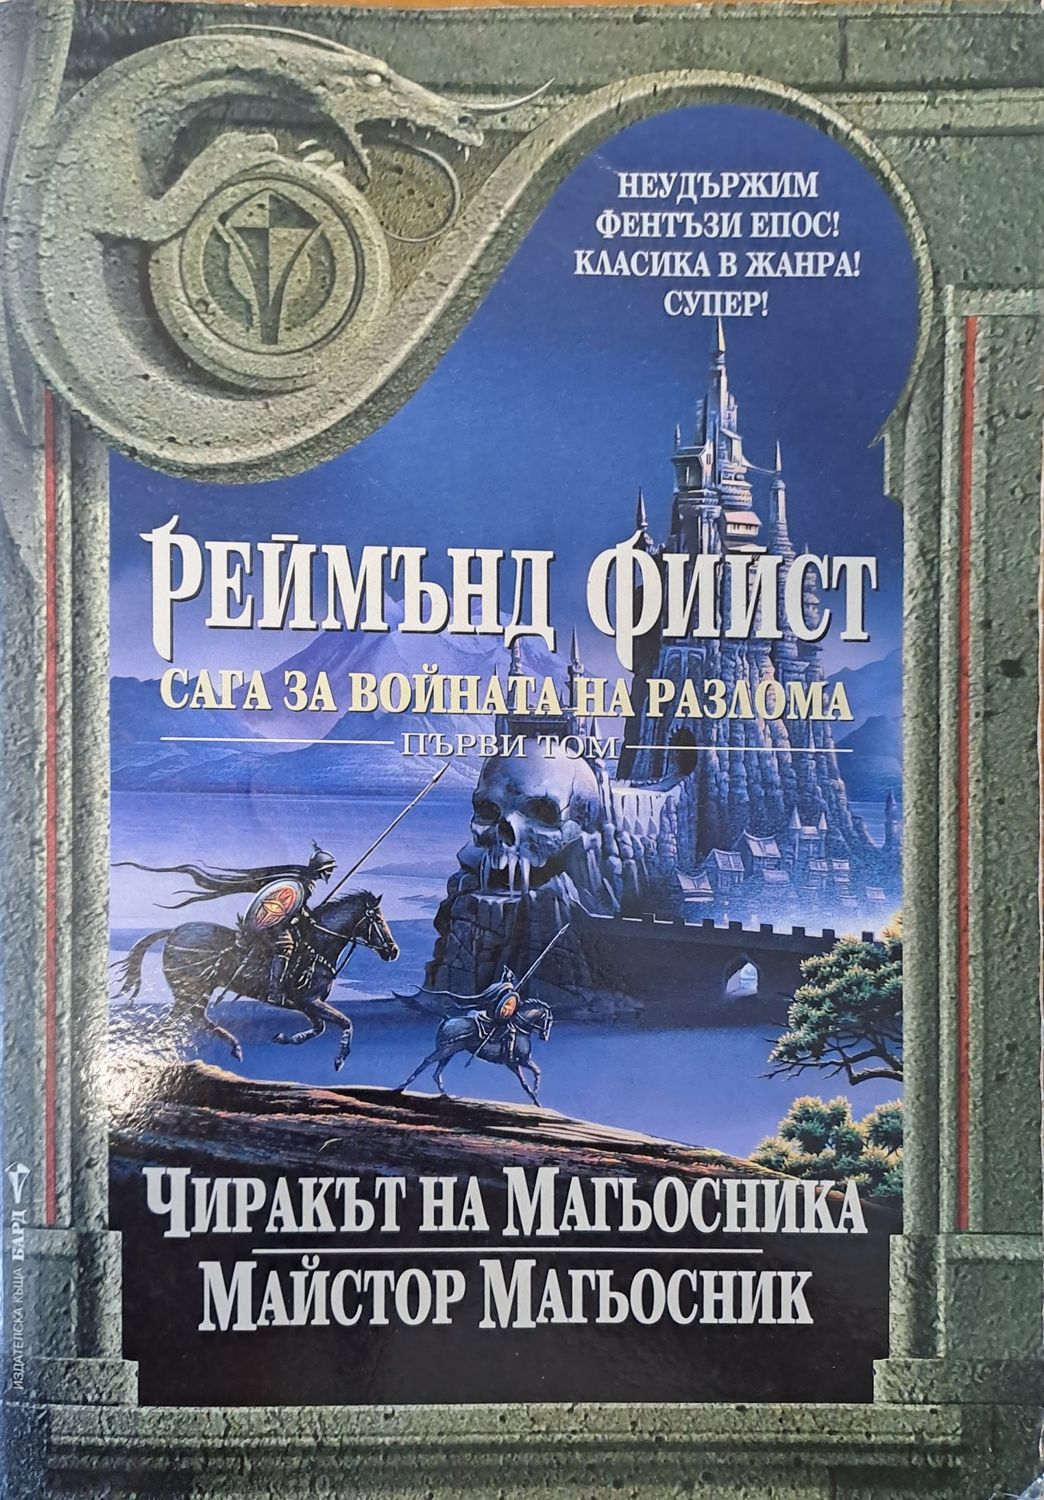 НЕУДЪРЖИМ
ФЕНТЪЗИ ЕПОС!
КЛАСИКА В ЖАНРА!
СУПЕР!
РЕЙМЪНД ФИЙСТ
САГА ЗА ВОЙНАТА НА РАЗЛОМА
ПЪРВИ ТОМ
ЧИРАКЪТ НА МАГЬОСНИКА
МАЙСТОР МАГЬОСНИК
ИЗДАТЕЛСКА КЪЩА БАРД